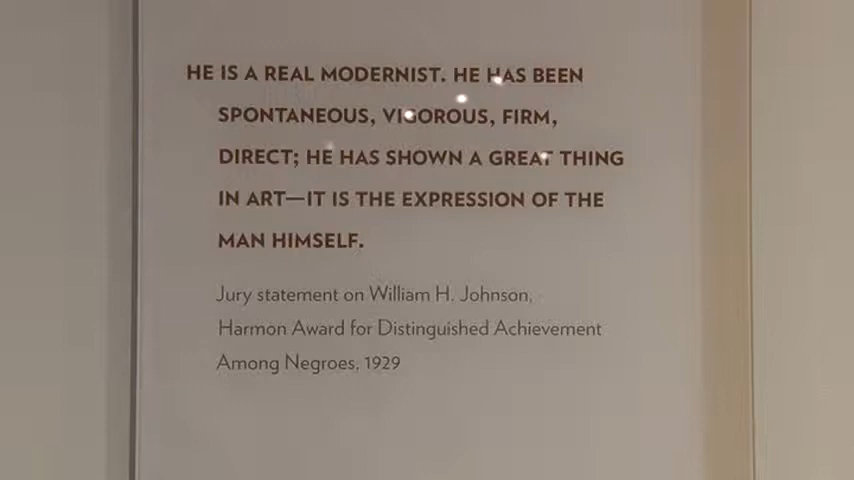 HE IS A REAL MODERNIST. HE HAS BEEN
SPONTANEOUS, VIGOROUS, FIRM,
DIRECT; HE HAS SHOWN A GREAT THING
IN ART—IT IS THE EXPRESSION OF THE
MAN HIMSELF.
Jury statement on William H. Johnson,
Harmon Award for Distinguished Achievement
Among Negroes, 1929